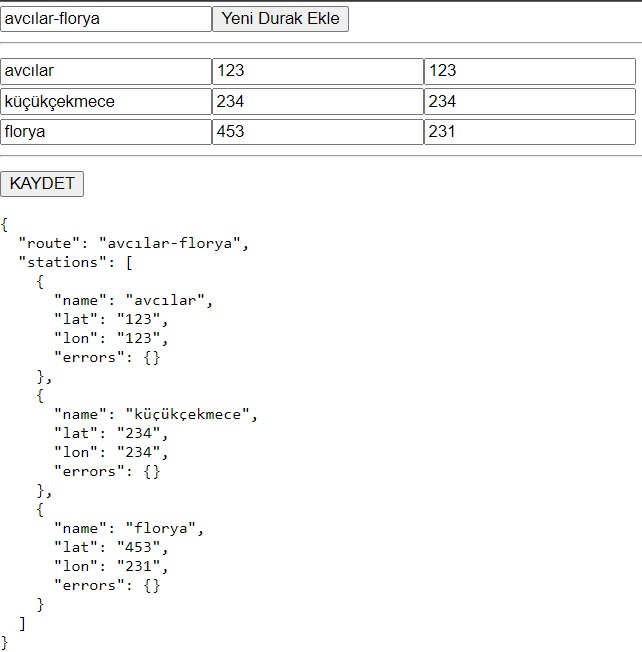 avcılar-florya Yeni Durak Ekle
avcılar 123 123
küçükçekmece 234 234
florya 453 231
KAYDET
{
  "route": "avcılar-florya",
  "stations": [
    {
      "name": "avcılar",
      "lat": "123",
      "lon": "123",
      "errors": {}
    },
    {
      "name": "küçükçekmece",
      "lat": "234",
      "lon": "234",
      "errors": {}
    },
    {
      "name": "florya",
      "lat": "453",
      "lon": "231",
      "errors": {}
    }
  ]
}